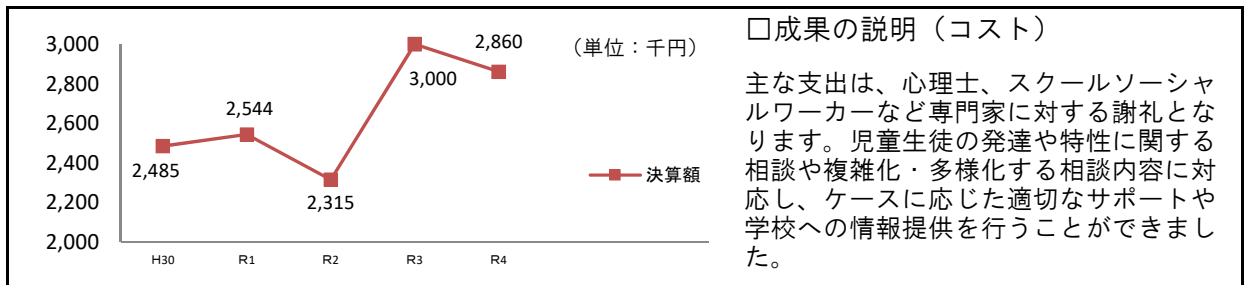 3,000
2,800
2,600
2,400
2,200
2,000
（単位：千円）
2,485
2,544
2,315
3,000
2,860
決算額
H30
R1
R2
R3
R4
□成果の説明（コスト）
主な支出は、心理士、スクールソーシャ
ルワーカーなど専門家に対する謝礼とな
ります。児童生徒の発達や特性に関する
相談や複雑化・多様化する相談内容に対
応し、ケースに応じた適切なサポートや
学校への情報提供を行うことができまし
た。